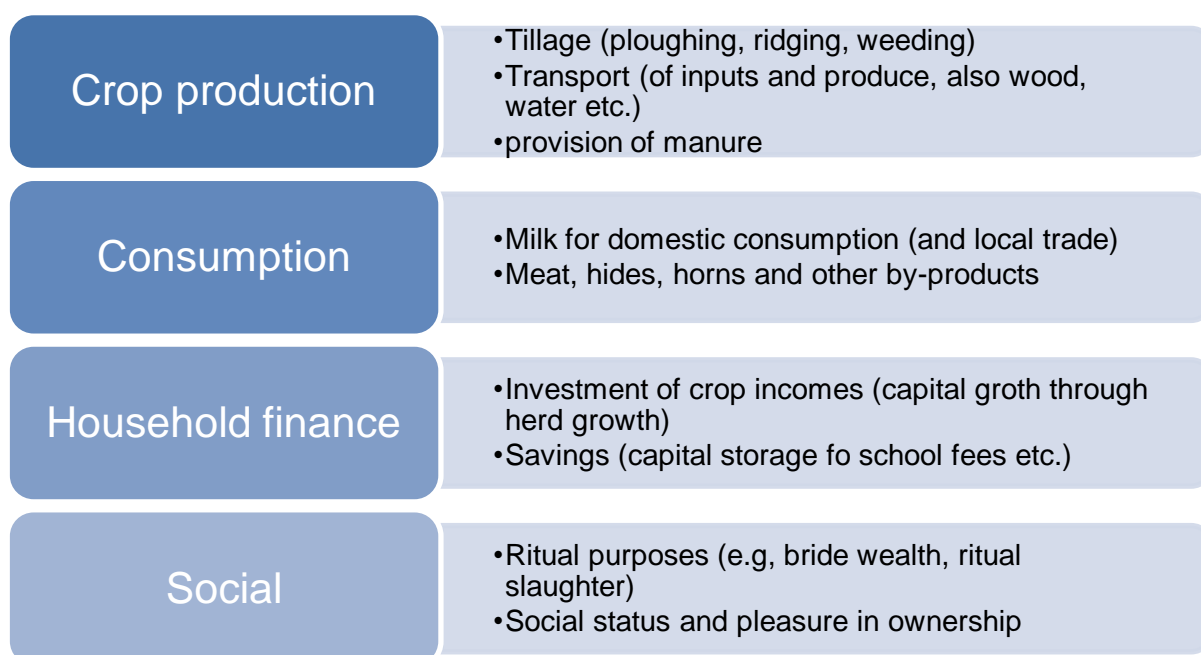 Crop production
•Tillage (ploughing, ridging, weeding)
•Transport (of inputs and produce, also wood,
water etc.)
•provision of manure
Consumption
•Milk for domestic consumption (and local trade)
•Meat, hides, horns and other by-products
Household finance
•Investment of crop incomes (capital groth through
herd growth)
•Savings (capital storage fo school fees etc.)
Social
•Ritual purposes (e.g, bride wealth, ritual
slaughter)
•Social status and pleasure in ownership